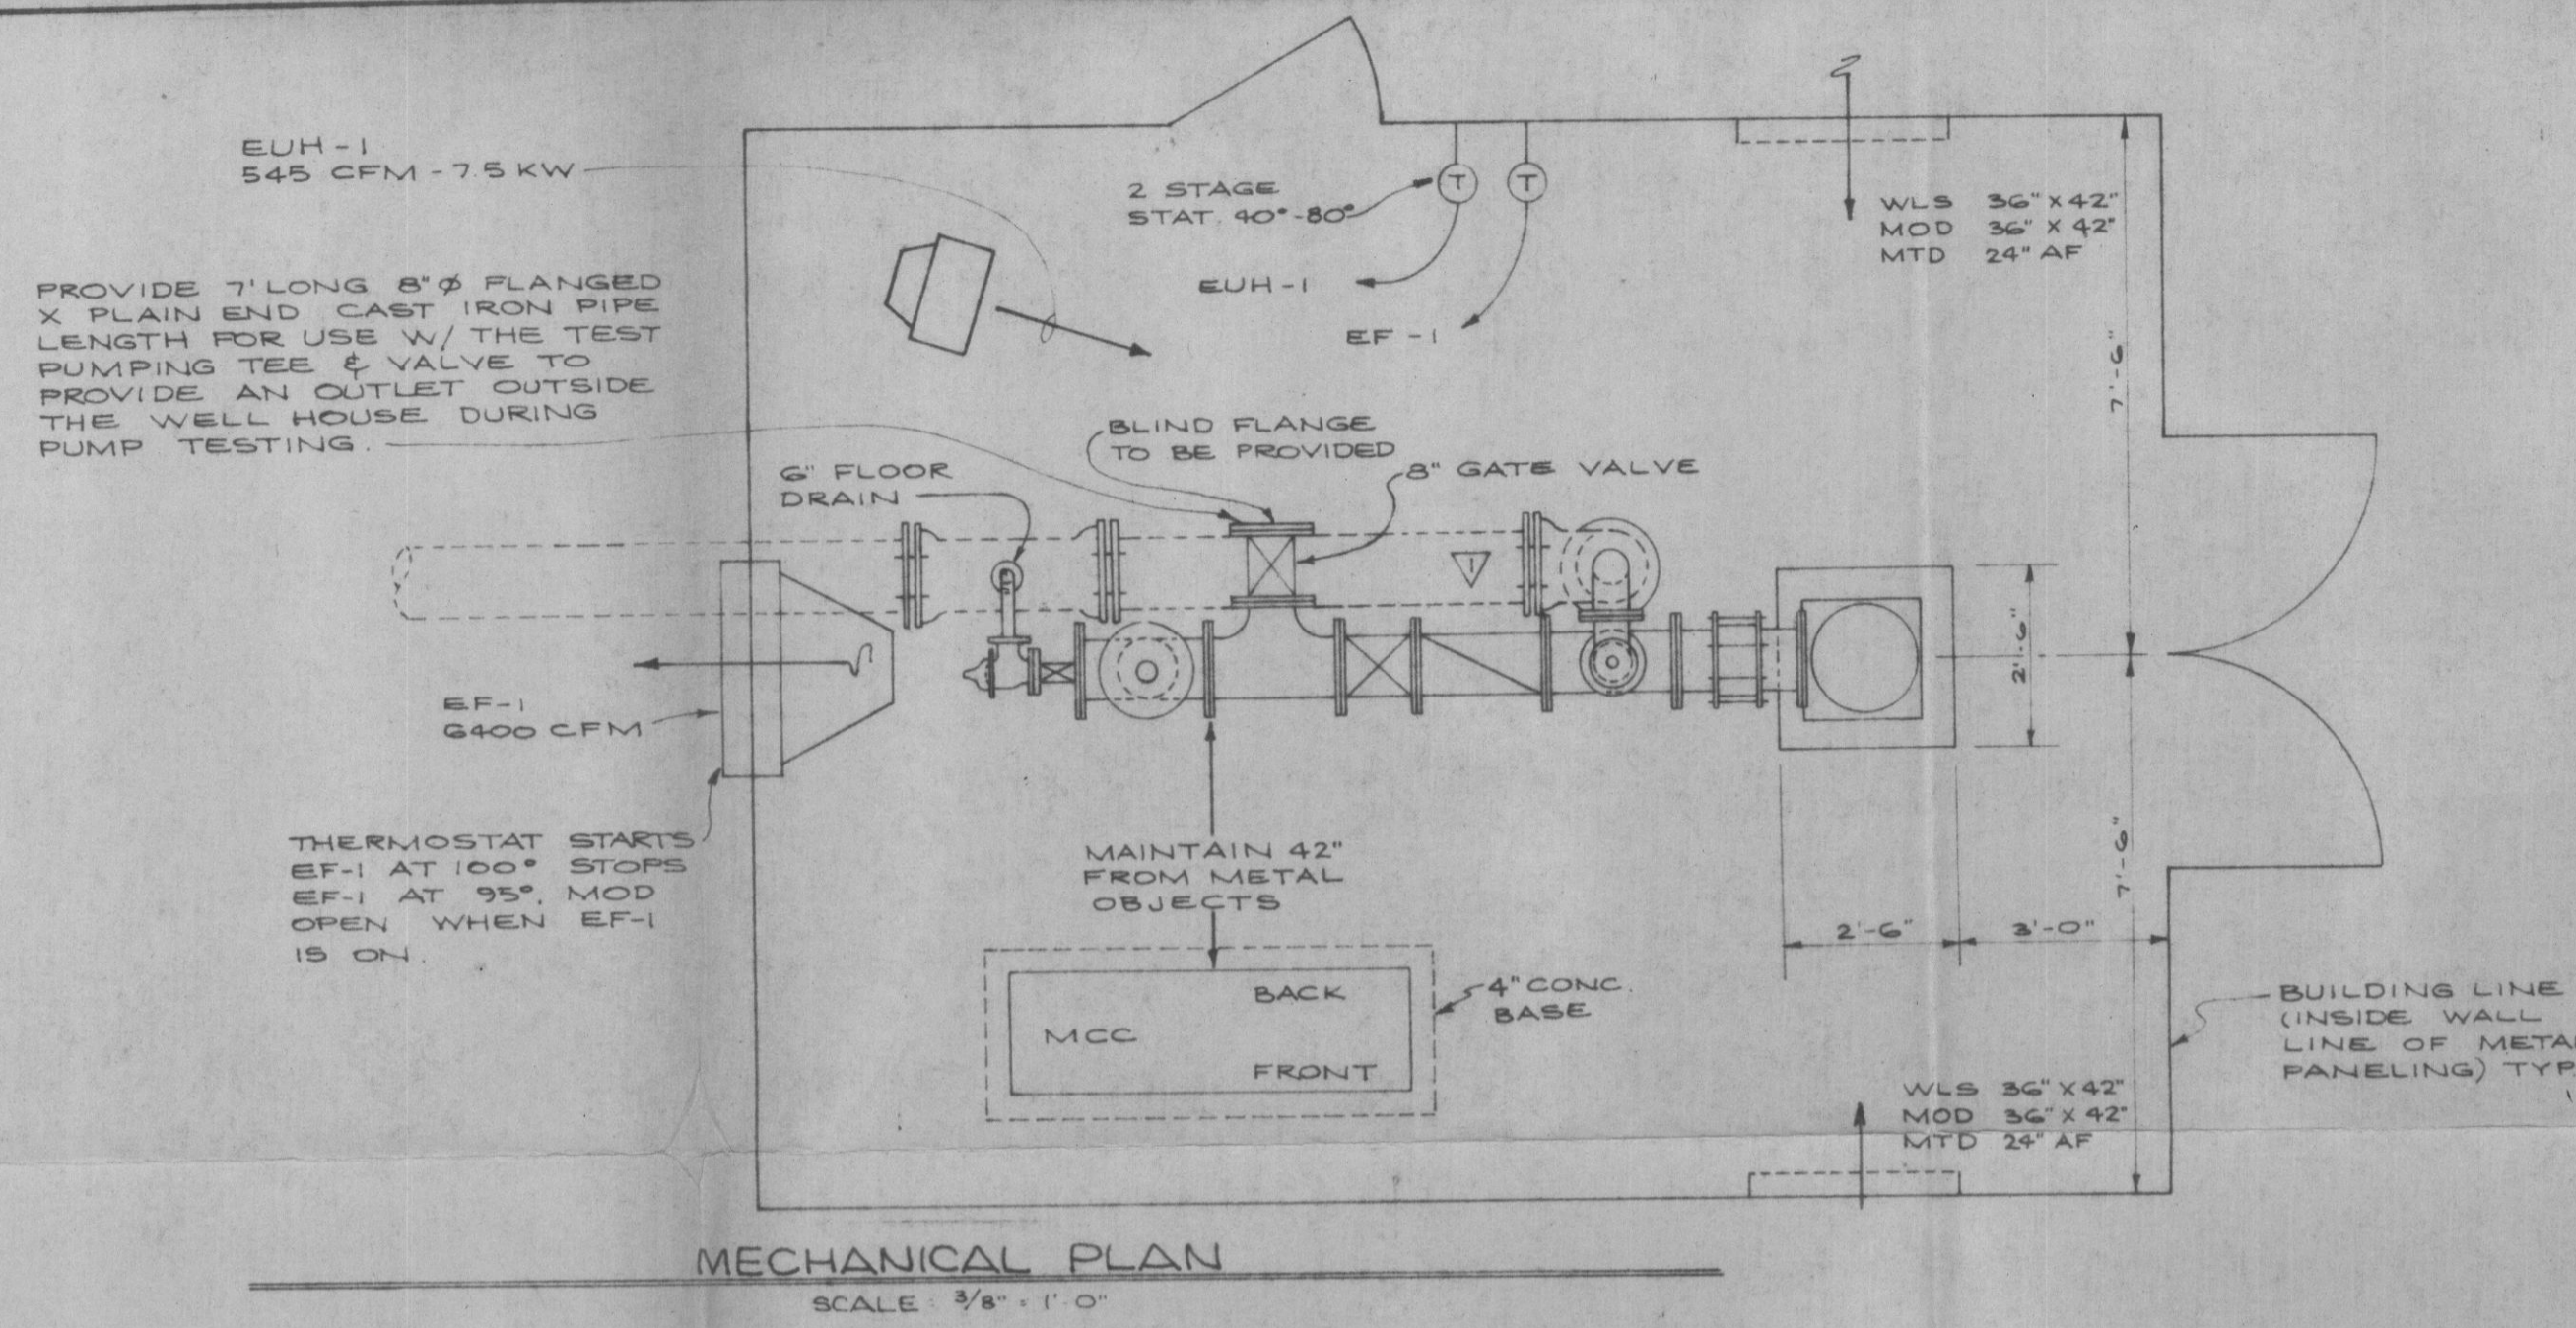 EUH-1
545 CFM - 7.5 KW
PROVIDE 7' LONG 8"Ø FLANGED
X PLAIN END CAST IRON PIPE
LENGTH FOR USE W/ THE TEST
PUMPING TEE & VALVE TO
PROVIDE AN OUTLET OUTSIDE
THE WELL HOUSE DURING
PUMP TESTING.
2 STAGE
STAT. 40°-80°
T
T
EUH-1
EF-1
WLS 36" X 42"
MOD 36" X 42"
MTD 24" AF
7'-6"
BLIND FLANGE
TO BE PROVIDED
6" FLOOR
DRAIN
8" GATE VALVE
1
2'-6"
EF-1
6400 CFM
THERMOSTAT STARTS
EF-1 AT 100° STOPS
EF-1 AT 95°. MOD
OPEN WHEN EF-1
IS ON.
MAINTAIN 42"
FROM METAL
OBJECTS
7'-6"
2'-6"
3'-0"
BACK
MCC
FRONT
4" CONC.
BASE
BUILDING LINE
(INSIDE WALL
LINE OF META
PANELING) TYP
WLS 36" X 42"
MOD 36" X 42"
MTD 24" AF
MECHANICAL PLAN
SCALE: 3/8" = 1'-0"